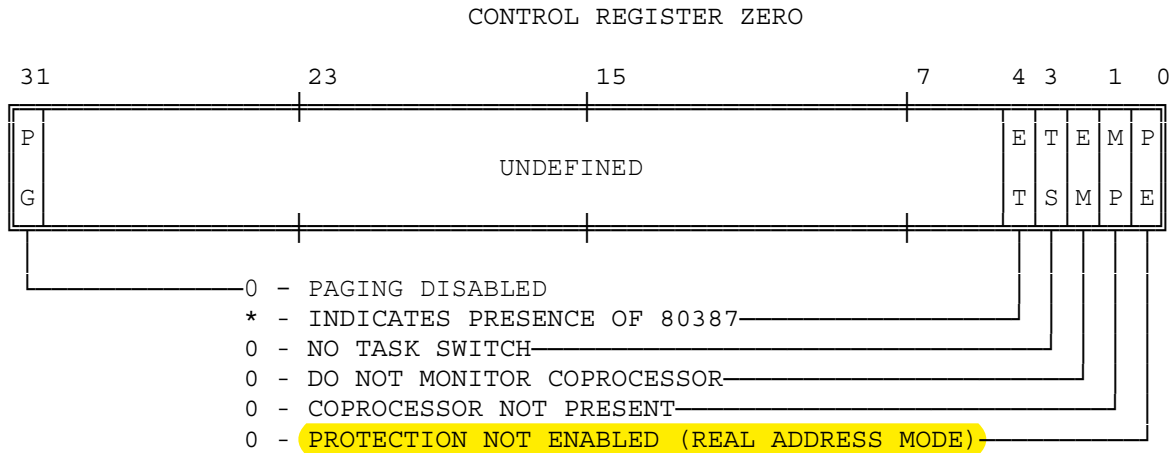 CONTROL REGISTER ZERO
31 23 15 7 4 3 1 0
P E T E M P
UNDEFINED
G T S M P E
0 - PAGING DISABLED
* - INDICATES PRESENCE OF 80387
0 - NO TASK SWITCH
0 - DO NOT MONITOR COPROCESSOR
0 - COPROCESSOR NOT PRESENT
0 - PROTECTION NOT ENABLED (REAL ADDRESS MODE)